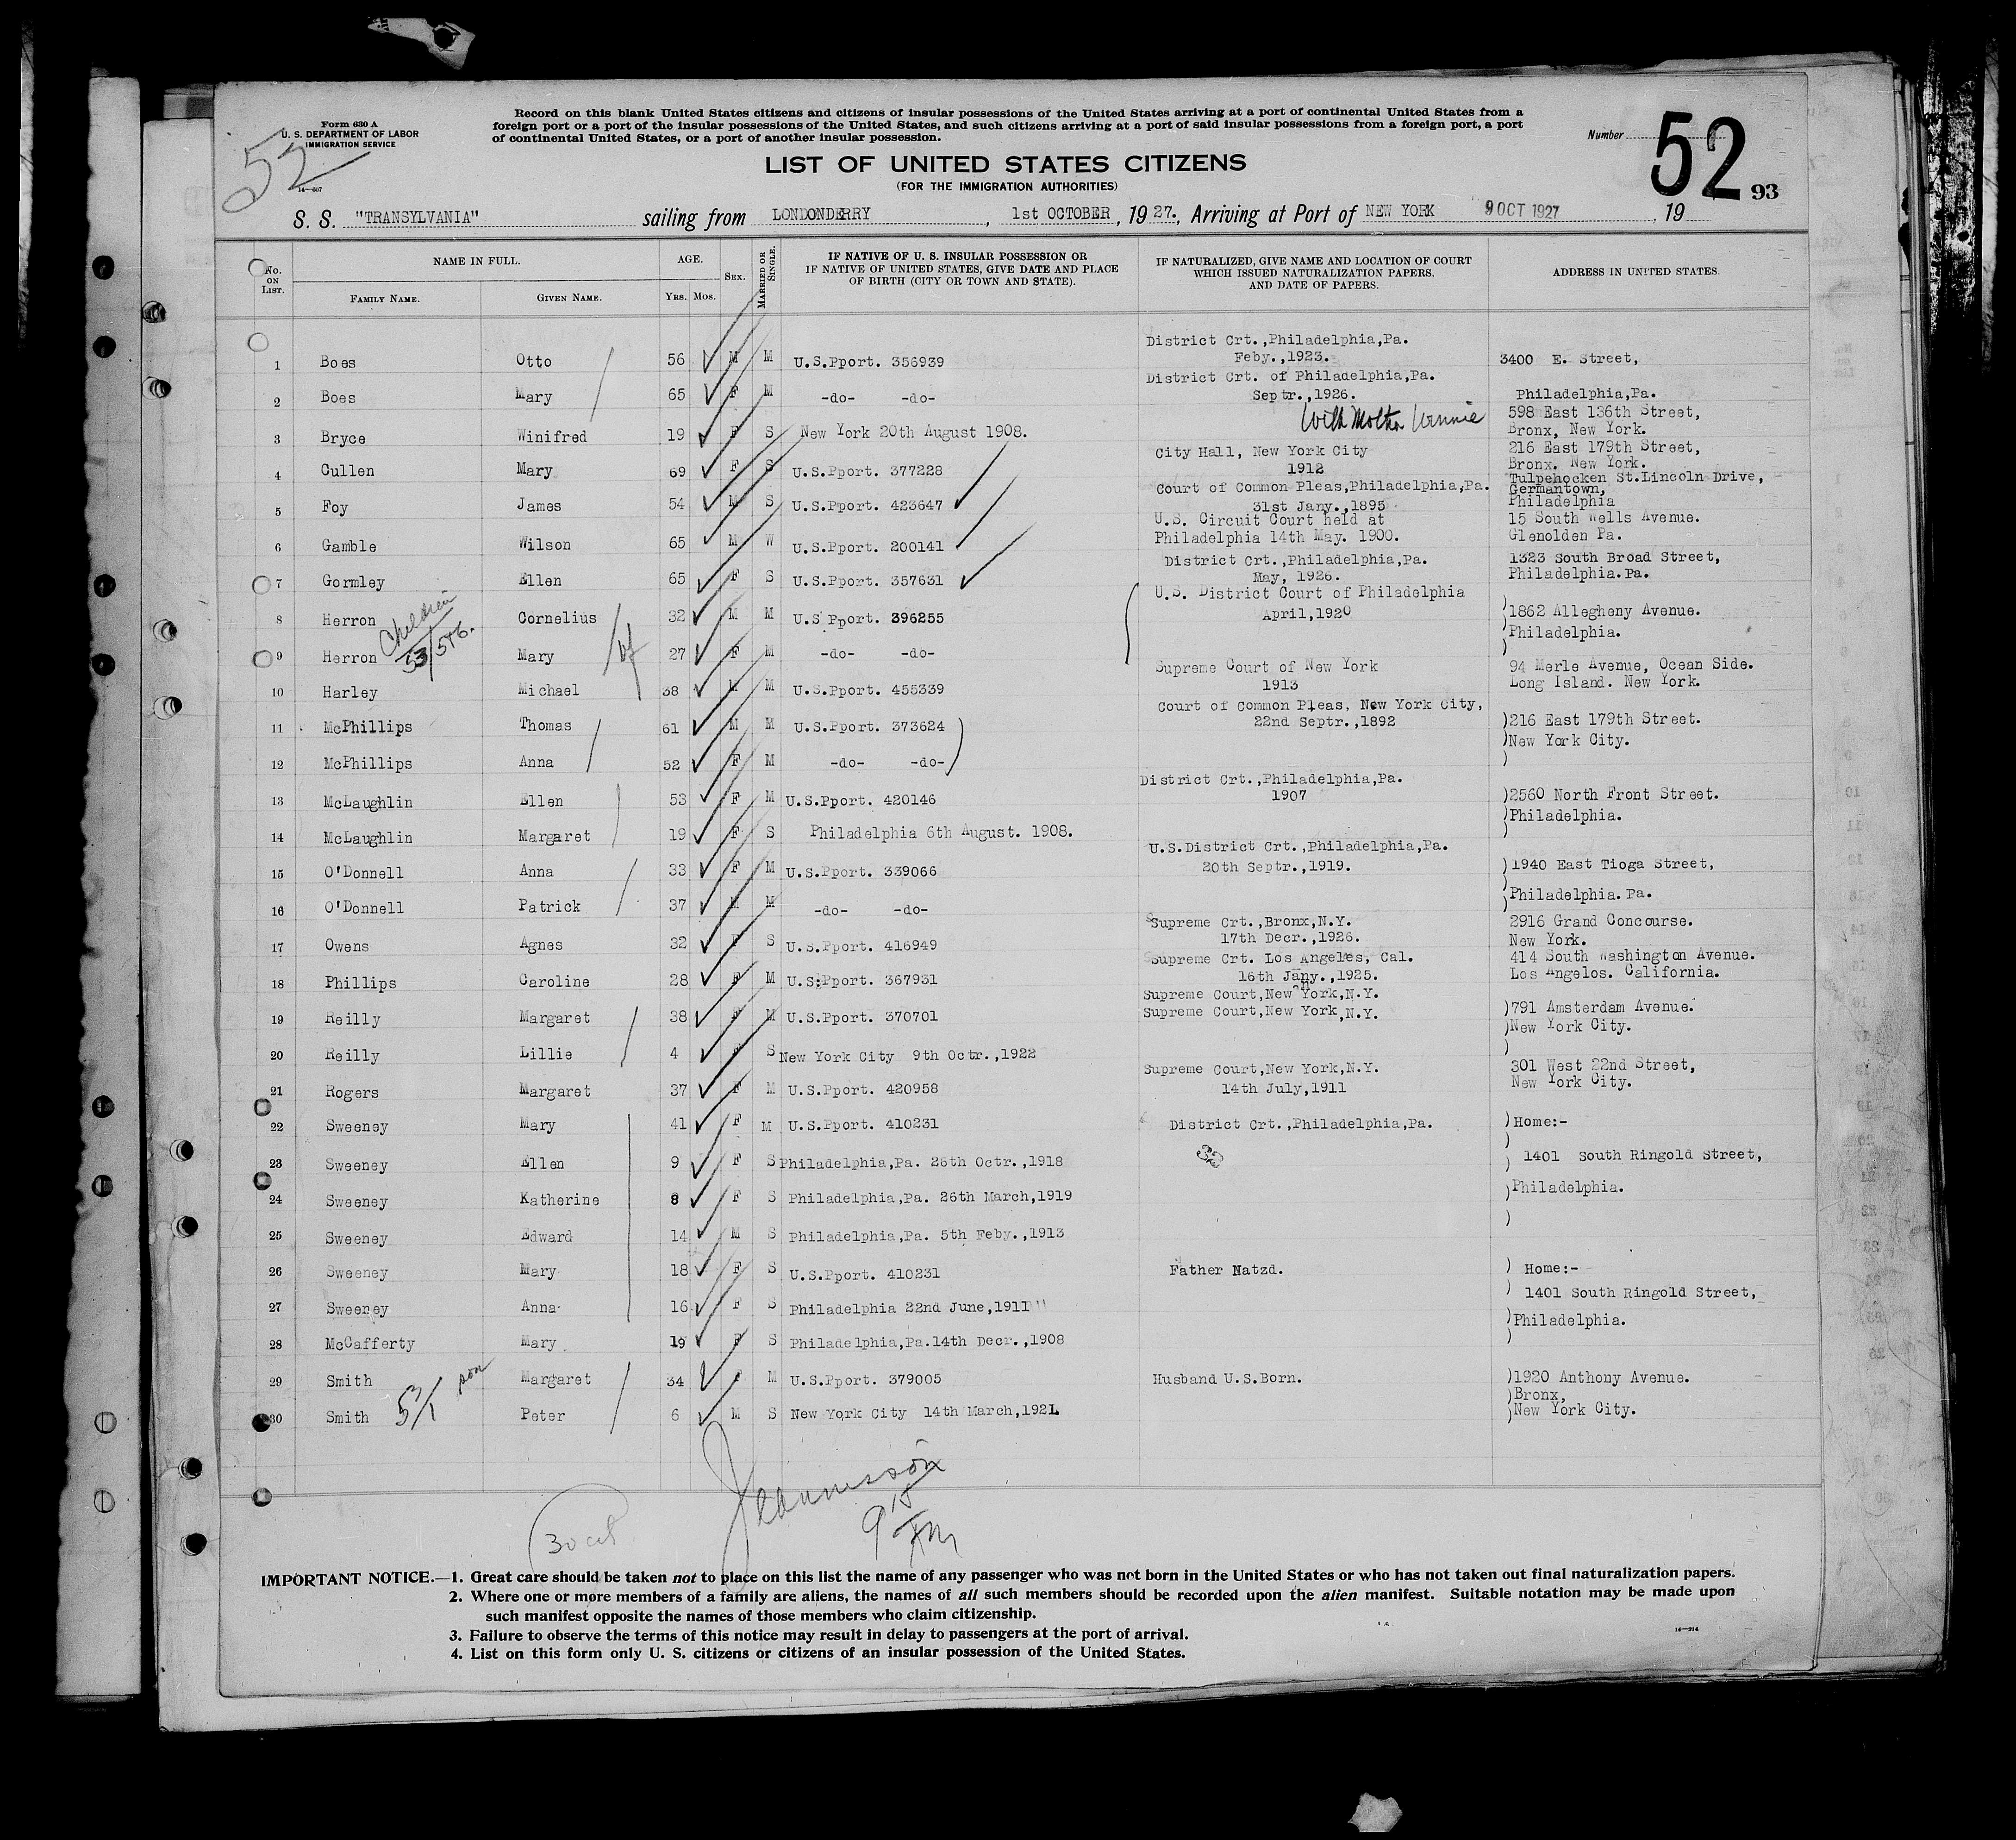 Form 630 A
U. S. DEPARTMENT OF LABOR
IMMIGRATION SERVICE
14—607
52
Record on this blank United States citizens and citizens of insular possessions of the United States arriving at a port of continental United States from a
foreign port or a port of the insular possessions of the United States, and such citizens arriving at a port of said insular possessions from a foreign port, a port
of continental United States, or a port of another insular possession.
Number 52
93
LIST OF UNITED STATES CITIZENS
(FOR THE IMMIGRATION AUTHORITIES)
S. S. "TRANSYLVANIA" sailing from LONDONDERRY, 1st OCTOBER, 1927., Arriving at Port of NEW YORK 9 OCT 1927, 19
No. ON LIST. NAME IN FULL. AGE. SEX. MARRIED OR SINGLE. IF NATIVE OF U. S. INSULAR POSSESSION OR IF NATIVE OF UNITED STATES, GIVE DATE AND PLACE OF BIRTH (CITY OR TOWN AND STATE). IF NATURALIZED, GIVE NAME AND LOCATION OF COURT WHICH ISSUED NATURALIZATION PAPERS, AND DATE OF PAPERS. ADDRESS IN UNITED STATES.
FAMILY NAME. GIVEN NAME. YRS. MOS.
1 Boes Otto 56 M M U.S.Pport. 356939 District Crt.,Philadelphia,Pa. Feby.,1923. 3400 E. Street,
2 Boes Mary 65 F M -do- -do- District Crt. of Philadelphia,Pa. Septr.,1926. Philadelphia,Pa.
3 Bryce Winifred 19 F S New York 20th August 1908. With Mother 598 East 136th Street, Bronx, New York.
4 Cullen Mary 69 F S U.S.Pport. 377228 City Hall, New York City 1912 216 East 179th Street, Bronx. New York.
5 Foy James 54 M S U.S.Pport. 423647 Court of Common Pleas,Philadelphia,Pa. 31st Jany.,1895 Tulpehocken St.Lincoln Drive, Germantown, Philadelphia
6 Gamble Wilson 65 M W U.S.Pport. 200141 U.S. Circuit Court held at Philadelphia 14th May. 1900. 15 South Wells Avenue. Glenolden Pa.
7 Gormley Ellen 65 F S U.S.Pport. 357631 District Crt.,Philadelphia,Pa. May, 1926. 1323 South Broad Street, Philadelphia.Pa.
8 Herron Cornelius 32 M M U.S Pport. 396255 U.S. District Court of Philadelphia April,1920 )1862 Allegheny Avenue. )Philadelphia.
Children 53/5+6.
9 Herron Mary 27 F M -do- -do- )
10 Harley Michael 38 M M U.S.Pport. 455339 Supreme Court of New York 1913 94 Merle Avenue, Ocean Side. Long Island. New York.
11 McPhillips Thomas 61 M M U.S.Pport. 373624 Court of Common Pleas, New York City, 22nd Septr.,1892 )216 East 179th Street. )New York City.
12 McPhillips Anna 52 F M -do- -do- )
13 McLaughlin Ellen 53 F M U.S.Pport. 420146 District Crt.,Philadelphia,Pa. 1907 )2560 North Front Street. )Philadelphia.
14 McLaughlin Margaret 19 F S Philadelphia 6th August. 1908. )
15 O'Donnell Anna 33 F M U.S.Pport. 339066 U.S.District Crt.,Philadelphia,Pa. 20th Septr.,1919. )1940 East Tioga Street,
16 O'Donnell Patrick 37 M M -do- -do- )Philadelphia.Pa.
17 Owens Agnes 32 F S U.S.Pport. 416949 Supreme Crt.,Bronx,N.Y. 17th Decr.,1926. 2916 Grand Concourse. New York.
18 Phillips Caroline 28 F M U.S.Pport. 367931 Supreme Crt. Los Angeles, Cal. 16th Jany.,1925. 414 South Washington Avenue. Los Angelos. California.
Supreme Court,New York,N.Y.
19 Reilly Margaret 38 F M U.S.Pport. 370701 Supreme Court,New York,N.Y. )791 Amsterdam Avenue. )New York City.
20 Reilly Lillie 4 F S New York City 9th Octr.,1922 )
21 Rogers Margaret 37 F M U.S.Pport. 420958 Supreme Court,New York,N.Y. 14th July,1911 301 West 22nd Street, New York City.
22 Sweeney Mary 41 F M U.S.Pport. 410231 District Crt.,Philadelphia,Pa. )Home:-
23 Sweeney Ellen 9 F S Philadelphia,Pa. 26th Octr.,1918 ) 1401 South Ringold Street,
24 Sweeney Katherine 8 F S Philadelphia,Pa. 26th March,1919 )Philadelphia.
25 Sweeney Edward 14 M S Philadelphia,Pa. 5th Feby.,1913 )
26 Sweeney Mary 18 F S U.S.Pport. 410231 Father Natzd. ) Home:-
27 Sweeney Anna 16 F S Philadelphia 22nd June,1911 ) 1401 South Ringold Street, )Philadelphia.
28 McCafferty Mary 19 F S Philadelphia,Pa.14th Decr.,1908 )
29 Smith Margaret 34 F M U.S.Pport. 379005 Husband U.S.Born. )1920 Anthony Avenue. )Bronx,
53/1 son
30 Smith Peter 6 M S New York City 14th March,1921 )New York City.
IMPORTANT NOTICE.—1. Great care should be taken not to place on this list the name of any passenger who was not born in the United States or who has not taken out final naturalization papers.
2. Where one or more members of a family are aliens, the names of all such members should be recorded upon the alien manifest. Suitable notation may be made upon
such manifest opposite the names of those members who claim citizenship.
3. Failure to observe the terms of this notice may result in delay to passengers at the port of arrival.
4. List on this form only U. S. citizens or citizens of an insular possession of the United States.
14—914